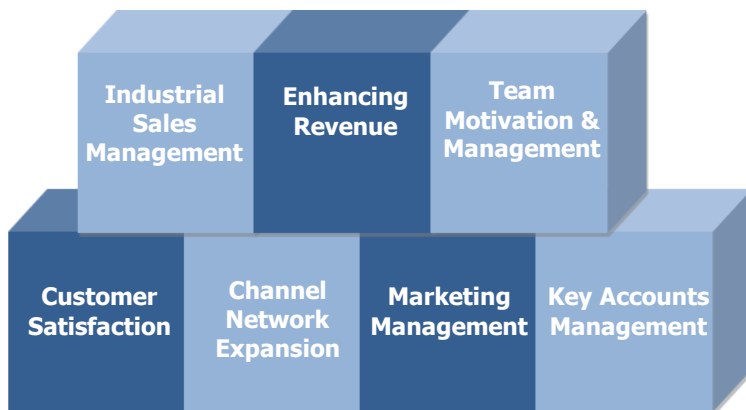 Industrial
Sales
Management
Enhancing
Revenue
Team
Motivation &
Management
Customer
Satisfaction
Channel
Network
Expansion
Marketing
Management
Key Accounts
Management